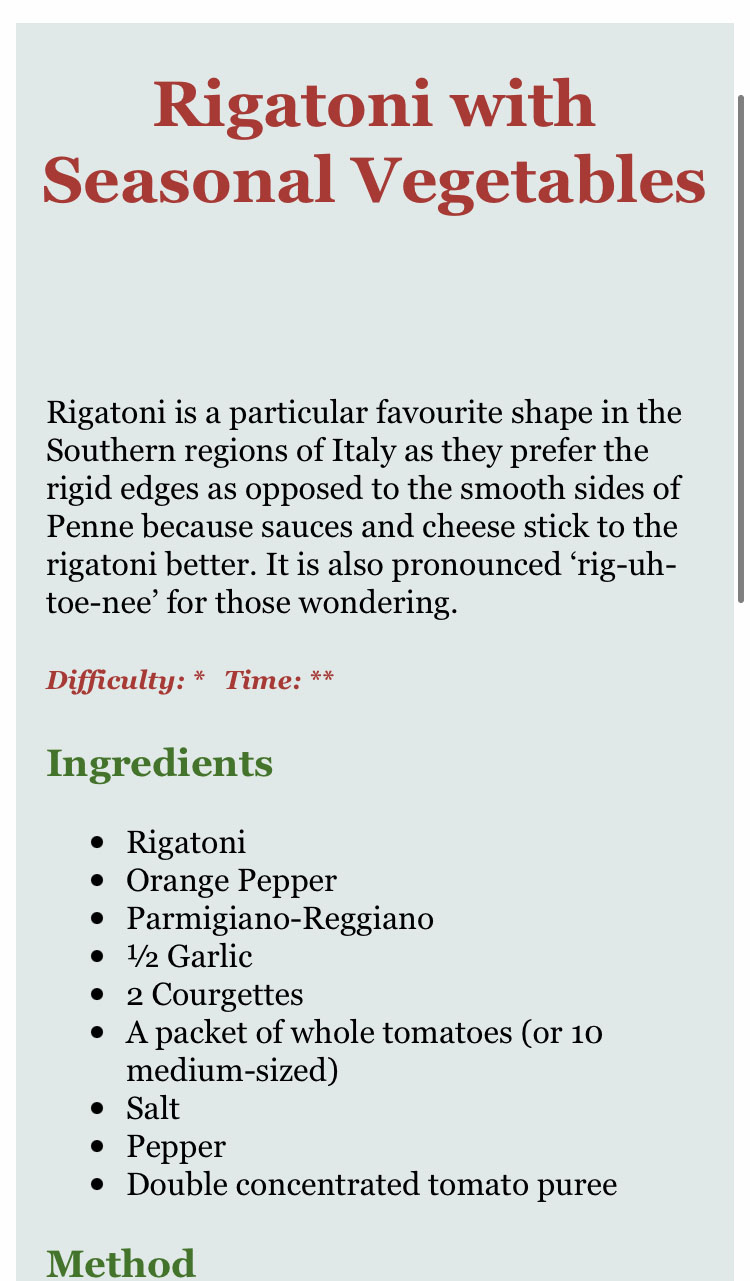 Rigatoni with
Seasonal Vegetables
Rigatoni is a particular favourite shape in the
Southern regions of Italy as they prefer the
rigid edges as opposed to the smooth sides of
Penne because sauces and cheese stick to the
rigatoni better. It is also pronounced ‘rig-uh-
toe-nee’ for those wondering.
Difficulty: *   Time: **
Ingredients
• Rigatoni
• Orange Pepper
• Parmigiano-Reggiano
• ½ Garlic
• 2 Courgettes
• A packet of whole tomatoes (or 10
medium-sized)
• Salt
• Pepper
• Double concentrated tomato puree
Method